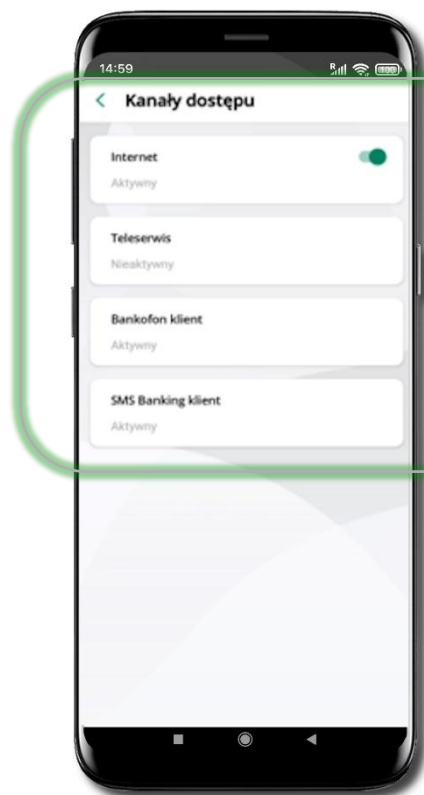 14:59
Kanały dostępu
Internet
Aktywny
Teleserwis
Nieaktywny
Bankofon klient
Aktywny
SMS Banking klient
Aktywny